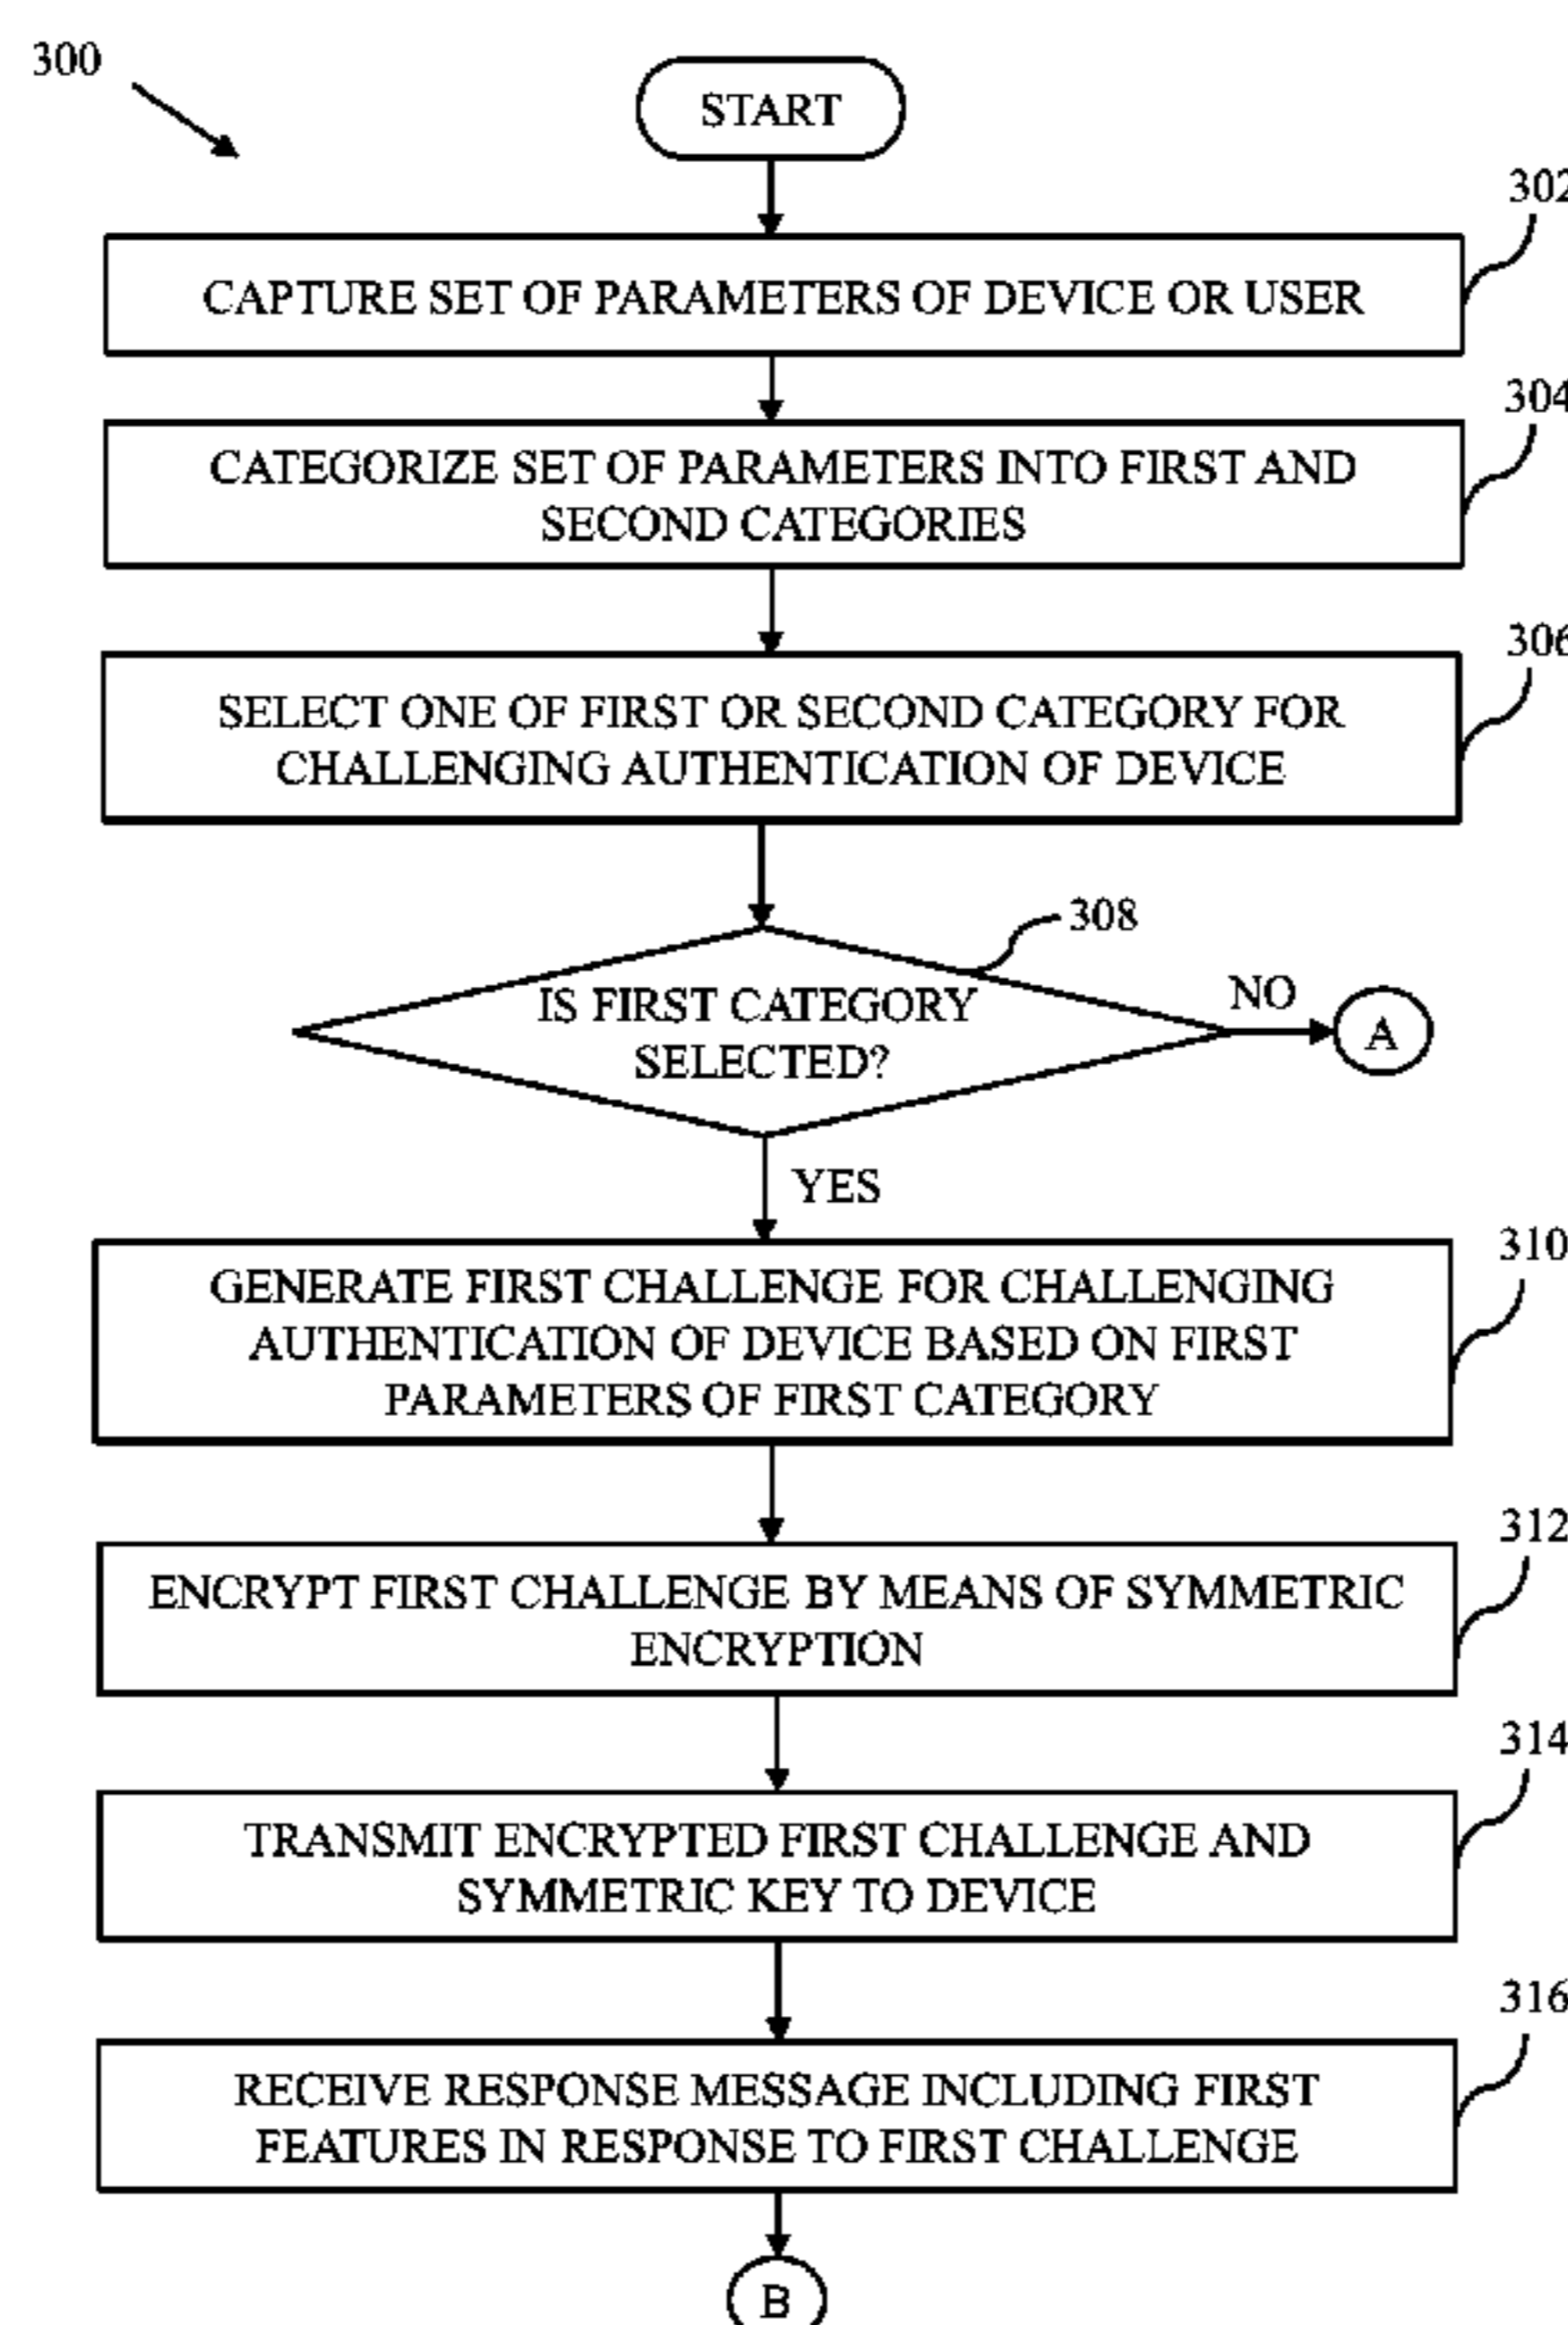 300
START
302
CAPTURE SET OF PARAMETERS OF DEVICE OR USER
304
CATEGORIZE SET OF PARAMETERS INTO FIRST AND
SECOND CATEGORIES
306
SELECT ONE OF FIRST OR SECOND CATEGORY FOR
CHALLENGING AUTHENTICATION OF DEVICE
308
IS FIRST CATEGORY
SELECTED?
NO
A
YES
310
GENERATE FIRST CHALLENGE FOR CHALLENGING
AUTHENTICATION OF DEVICE BASED ON FIRST
PARAMETERS OF FIRST CATEGORY
312
ENCRYPT FIRST CHALLENGE BY MEANS OF SYMMETRIC
ENCRYPTION
314
TRANSMIT ENCRYPTED FIRST CHALLENGE AND
SYMMETRIC KEY TO DEVICE
316
RECEIVE RESPONSE MESSAGE INCLUDING FIRST
FEATURES IN RESPONSE TO FIRST CHALLENGE
B